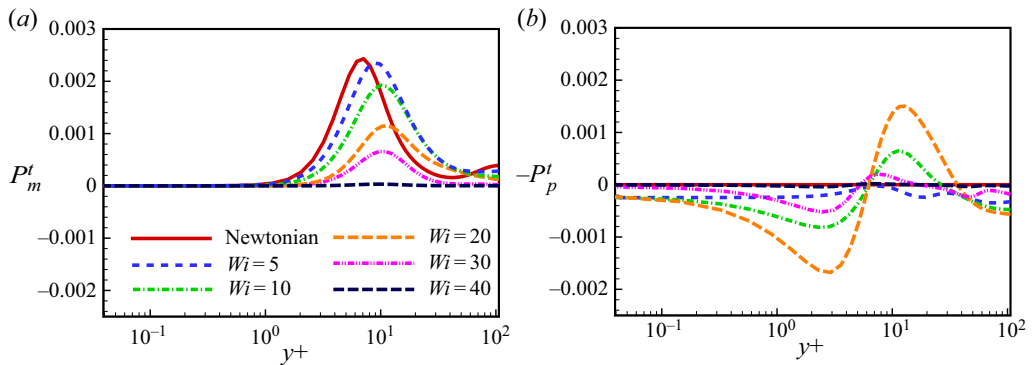 (a)
0.003
0.002
0.001
0
−0.001
−0.002
P_m^t
Newtonian
Wi = 5
Wi = 10
Wi = 20
Wi = 30
Wi = 40
10^−1
10^0
10^1
10^2
y+
(b)
0.003
0.002
0.001
0
−0.001
−0.002
−P_p^t
10^−1
10^0
10^1
10^2
y+